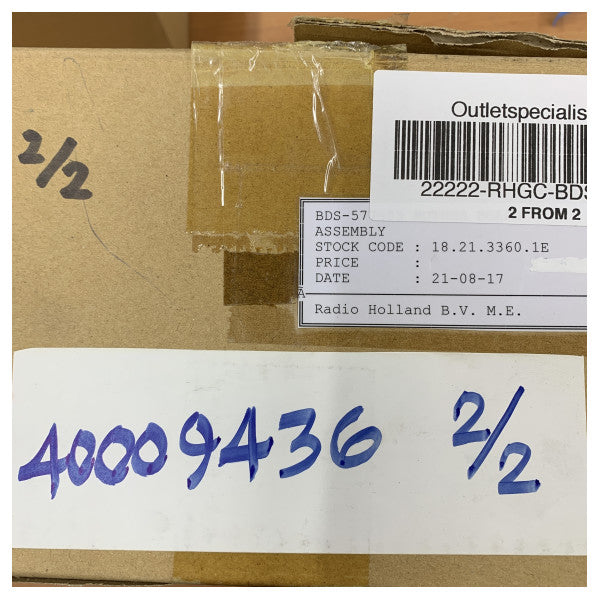 2/2
Outletspecialis
22222-RHGC-BDS
2 FROM 2
BDS-57
ASSEMBLY
STOCK CODE : 18.21.3360.1E
PRICE :
DATE : 21-08-17
Radio Holland B.V. M.E.
40009436 2/2